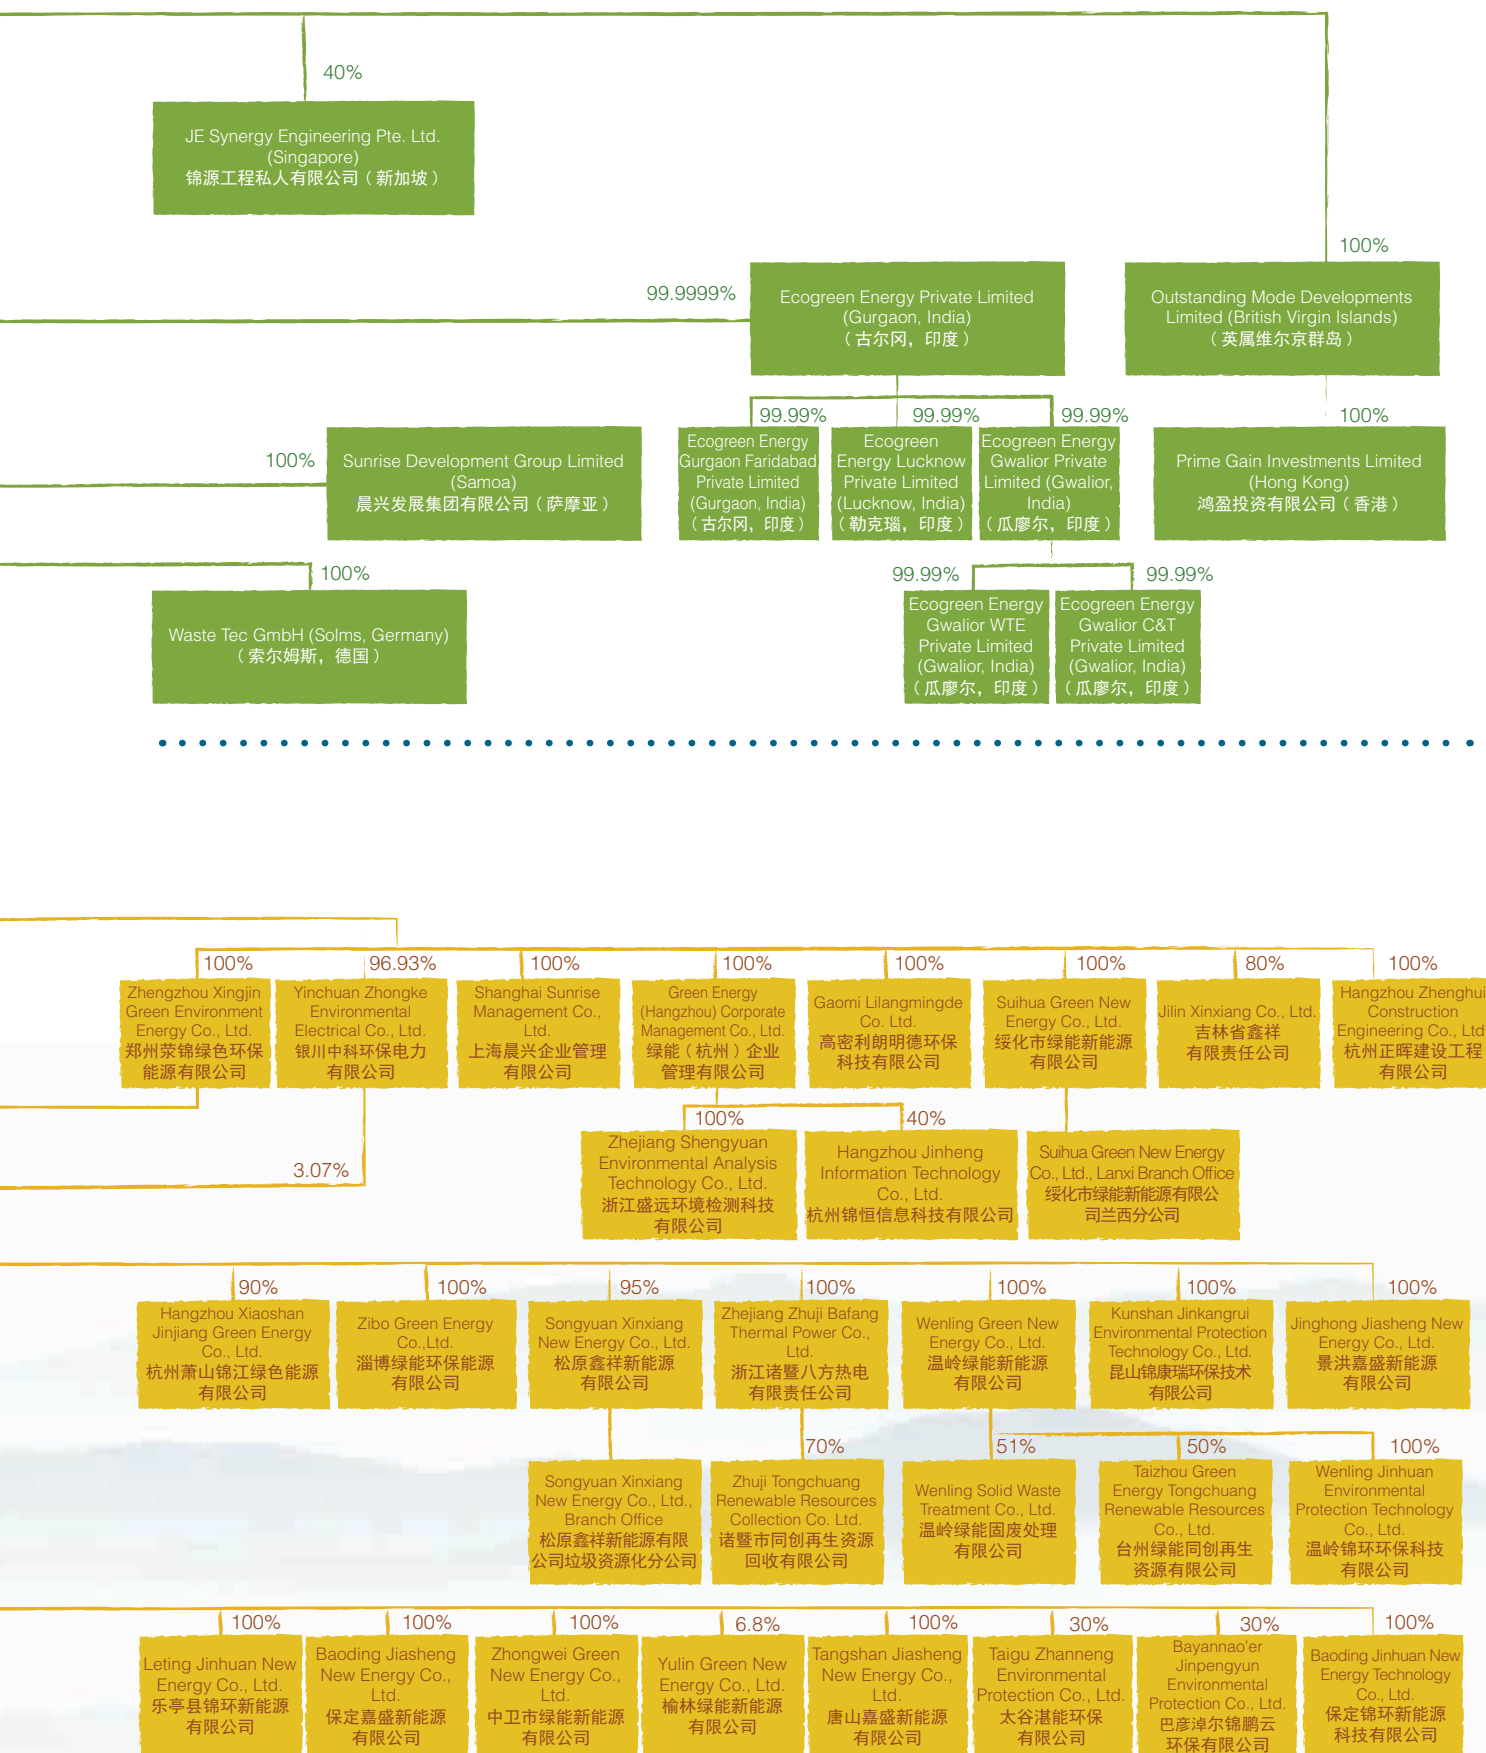 40%
JE Synergy Engineering Pte. Ltd.
(Singapore)
锦源工程私人有限公司（新加坡）
100%
99.9999%
Ecogreen Energy Private Limited
(Gurgaon, India)
（古尔冈，印度）
Outstanding Mode Developments
Limited (British Virgin Islands)
（英属维尔京群岛）
99.99%
99.99%
99.99%
100%
100%
Sunrise Development Group Limited
(Samoa)
晨兴发展集团有限公司（萨摩亚）
Ecogreen Energy
Gurgaon Faridabad
Private Limited
(Gurgaon, India)
（古尔冈，印度）
Ecogreen
Energy Lucknow
Private Limited
(Lucknow, India)
（勒克瑙，印度）
Ecogreen Energy
Gwalior Private
Limited (Gwalior,
India)
（瓜廖尔，印度）
Prime Gain Investments Limited
(Hong Kong)
鸿盈投资有限公司（香港）
100%
Waste Tec GmbH (Solms, Germany)
（索尔姆斯，德国）
99.99%
99.99%
Ecogreen Energy
Gwalior WTE
Private Limited
(Gwalior, India)
（瓜廖尔，印度）
Ecogreen Energy
Gwalior C&T
Private Limited
(Gwalior, India)
（瓜廖尔，印度）
100%
96.93%
100%
100%
100%
100%
80%
100%
Zhengzhou Xingjin
Green Environment
Energy Co., Ltd.
郑州荥锦绿色环保
能源有限公司
Yinchuan Zhongke
Environmental
Electrical Co., Ltd.
银川中科环保电力
有限公司
Shanghai Sunrise
Management Co.,
Ltd.
上海晨兴企业管理
有限公司
Green Energy
(Hangzhou) Corporate
Management Co., Ltd.
绿能（杭州）企业
管理有限公司
Gaomi Lilangmingde
Co. Ltd.
高密利朗明德环保
科技有限公司
Suihua Green New
Energy Co., Ltd.
绥化市绿能新能源
有限公司
Jilin Xinxiang Co., Ltd.
吉林省鑫祥
有限责任公司
Hangzhou Zhenghui
Construction
Engineering Co., Ltd
杭州正晖建设工程
有限公司
3.07%
100%
40%
Zhejiang Shengyuan
Environmental Analysis
Technology Co., Ltd.
浙江盛远环境检测科技
有限公司
Hangzhou Jinheng
Information Technology
Co., Ltd.
杭州锦恒信息科技有限公司
Suihua Green New Energy
Co., Ltd., Lanxi Branch Office
绥化市绿能新能源有限公
司兰西分公司
90%
100%
95%
100%
100%
100%
100%
Hangzhou Xiaoshan
Jinjiang Green Energy
Co., Ltd.
杭州萧山锦江绿色能源
有限公司
Zibo Green Energy
Co.,Ltd.
淄博绿能环保能源
有限公司
Songyuan Xinxiang
New Energy Co., Ltd.
松原鑫祥新能源
有限公司
Zhejiang Zhuji Bafang
Thermal Power Co.,
Ltd.
浙江诸暨八方热电
有限责任公司
Wenling Green New
Energy Co., Ltd.
温岭绿能新能源
有限公司
Kunshan Jinkangrui
Environmental Protection
Technology Co., Ltd.
昆山锦康瑞环保技术
有限公司
Jinghong Jiasheng New
Energy Co., Ltd.
景洪嘉盛新能源
有限公司
70%
51%
50%
100%
Songyuan Xinxiang
New Energy Co., Ltd.,
Branch Office
松原鑫祥新能源有限
公司垃圾资源化分公司
Zhuji Tongchuang
Renewable Resources
Collection Co. Ltd.
诸暨市同创再生资源
回收有限公司
Wenling Solid Waste
Treatment Co., Ltd.
温岭绿能固废处理
有限公司
Taizhou Green
Energy Tongchuang
Renewable Resources
Co., Ltd.
台州绿能同创再生
资源有限公司
Wenling Jinhuan
Environmental
Protection Technology
Co., Ltd.
温岭锦环环保科技
有限公司
100%
100%
100%
6.8%
100%
30%
30%
100%
Leting Jinhuan New
Energy Co., Ltd.
乐亭县锦环新能源
有限公司
Baoding Jiasheng
New Energy Co.,
Ltd.
保定嘉盛新能源
有限公司
Zhongwei Green
New Energy Co.,
Ltd.
中卫市绿能新能源
有限公司
Yulin Green New
Energy Co., Ltd.
榆林绿能新能源
有限公司
Tangshan Jiasheng
New Energy Co.,
Ltd.
唐山嘉盛新能源
有限公司
Taigu Zhanneng
Environmental
Protection Co., Ltd.
太谷湛能环保
有限公司
Bayannao'er
Jinpengyun
Environmental
Protection Co., Ltd.
巴彦淖尔锦鹏云
环保有限公司
Baoding Jinhuan New
Energy Technology
Co., Ltd.
保定锦环新能源
科技有限公司